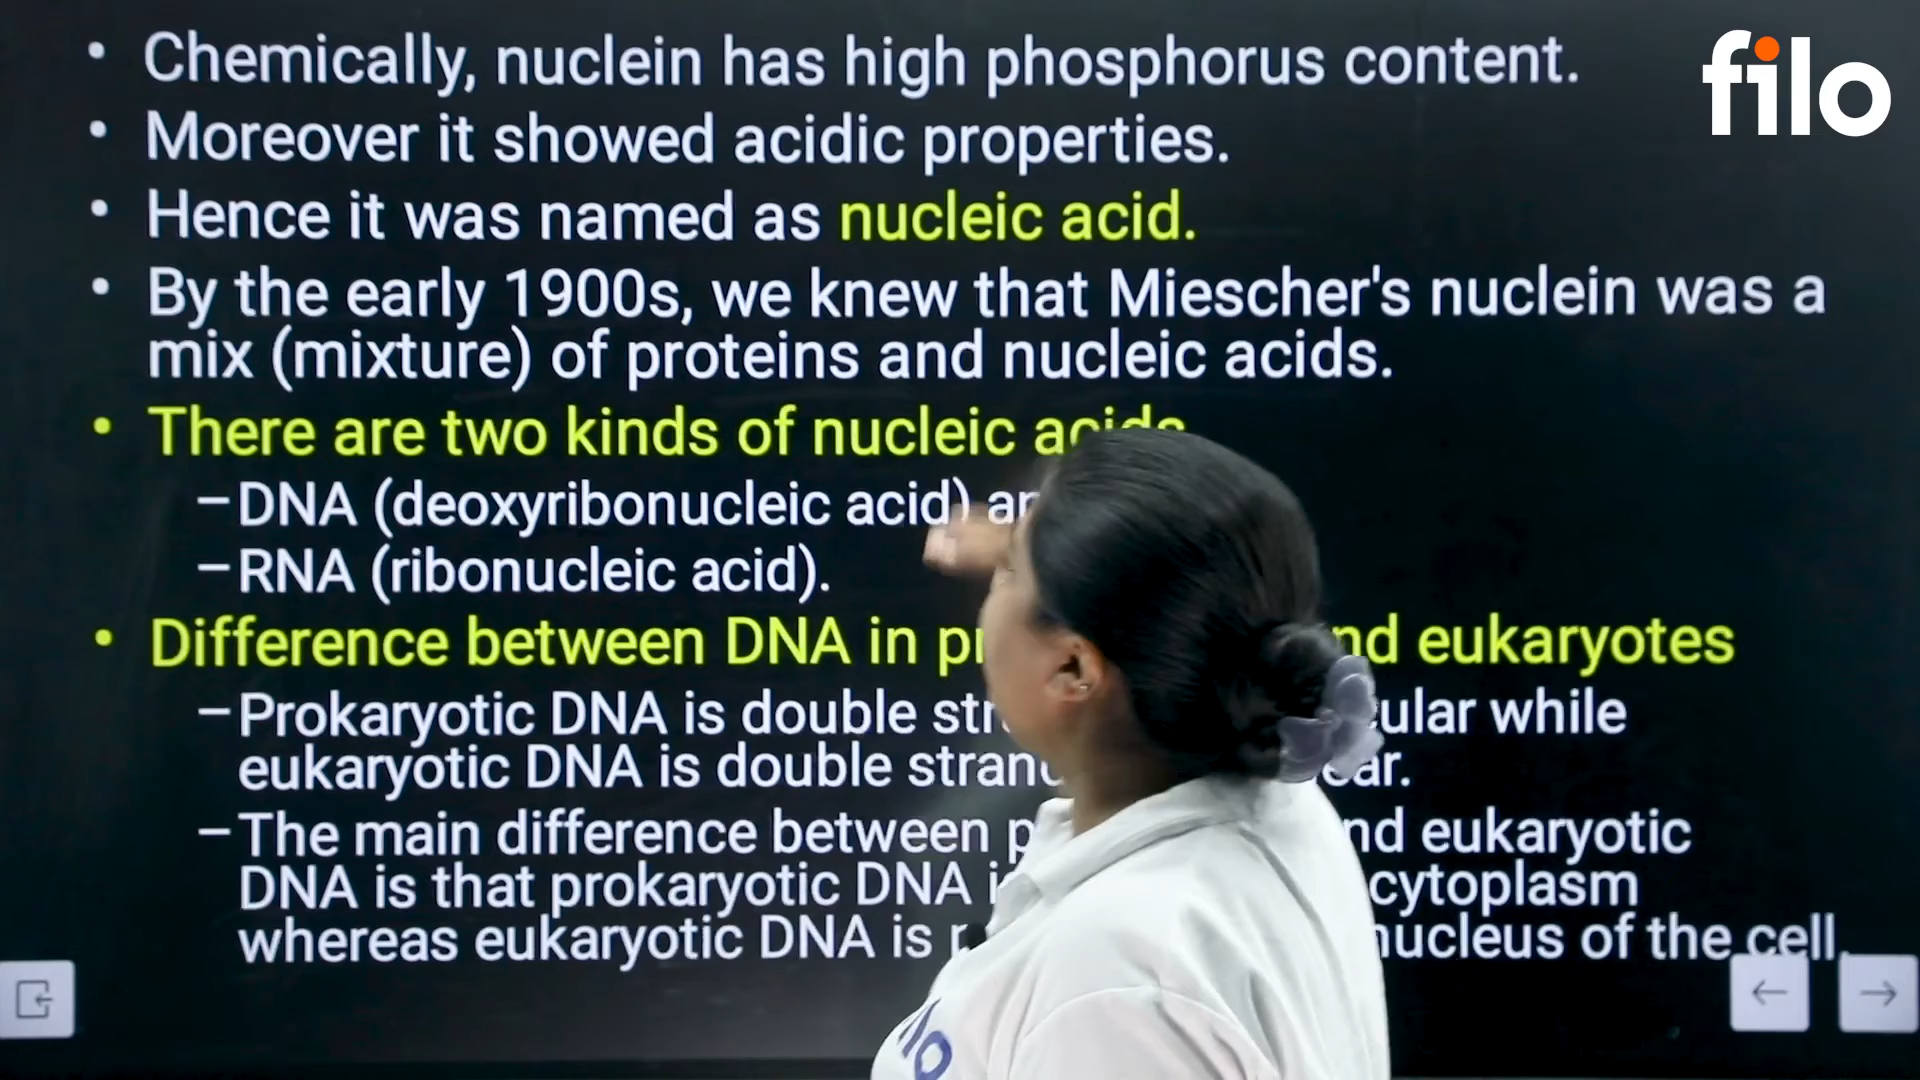 • Chemically, nuclein has high phosphorus content.
filo
• Moreover it showed acidic properties.
• Hence it was named as nucleic acid.
• By the early 1900s, we knew that Miescher's nuclein was a
mix (mixture) of proteins and nucleic acids.
• There are two kinds of nucleic acids
– DNA (deoxyribonucleic acid)
– RNA (ribonucleic acid).
• Difference between DNA in eukaryotes
– Prokaryotic DNA is double while
eukaryotic DNA is double
– The main difference between eukaryotic
DNA is that prokaryotic DNA cytoplasm
whereas eukaryotic DNA is nucleus of the cell.